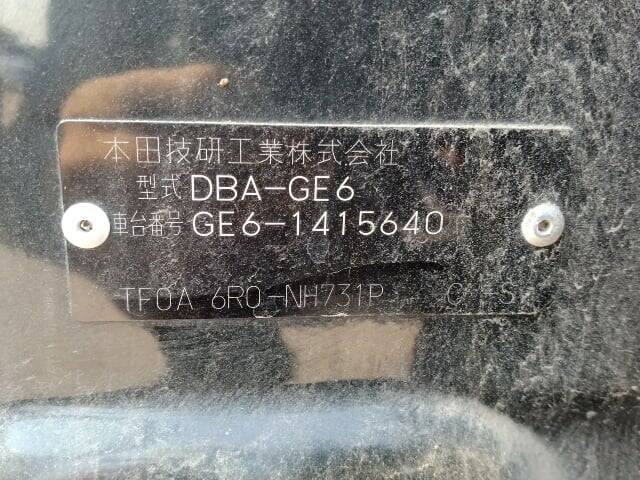 本田技研工業株式会社
型式 DBA-GE6
車台番号 GE6-1415640
TF0A 6R0-NH731P C S